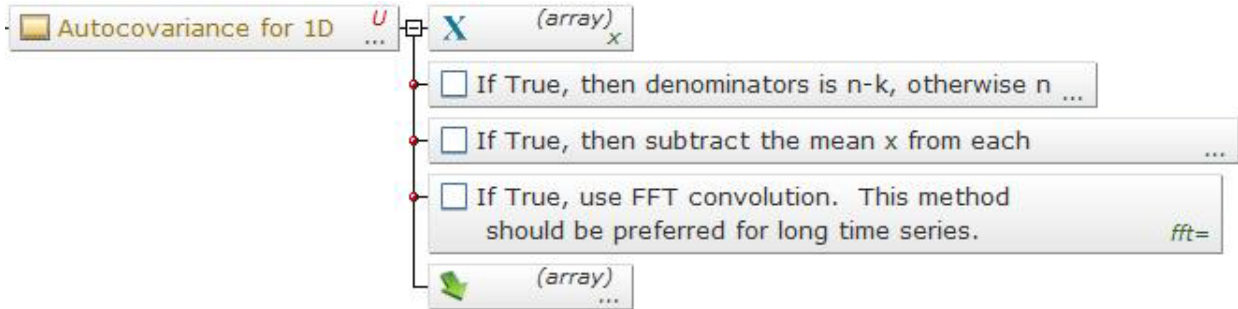 Autocovariance for 1D U ...
X (array) x
If True, then denominators is n-k, otherwise n ...
If True, then subtract the mean x from each ...
If True, use FFT convolution. This method
should be preferred for long time series. fft=
(array) ...